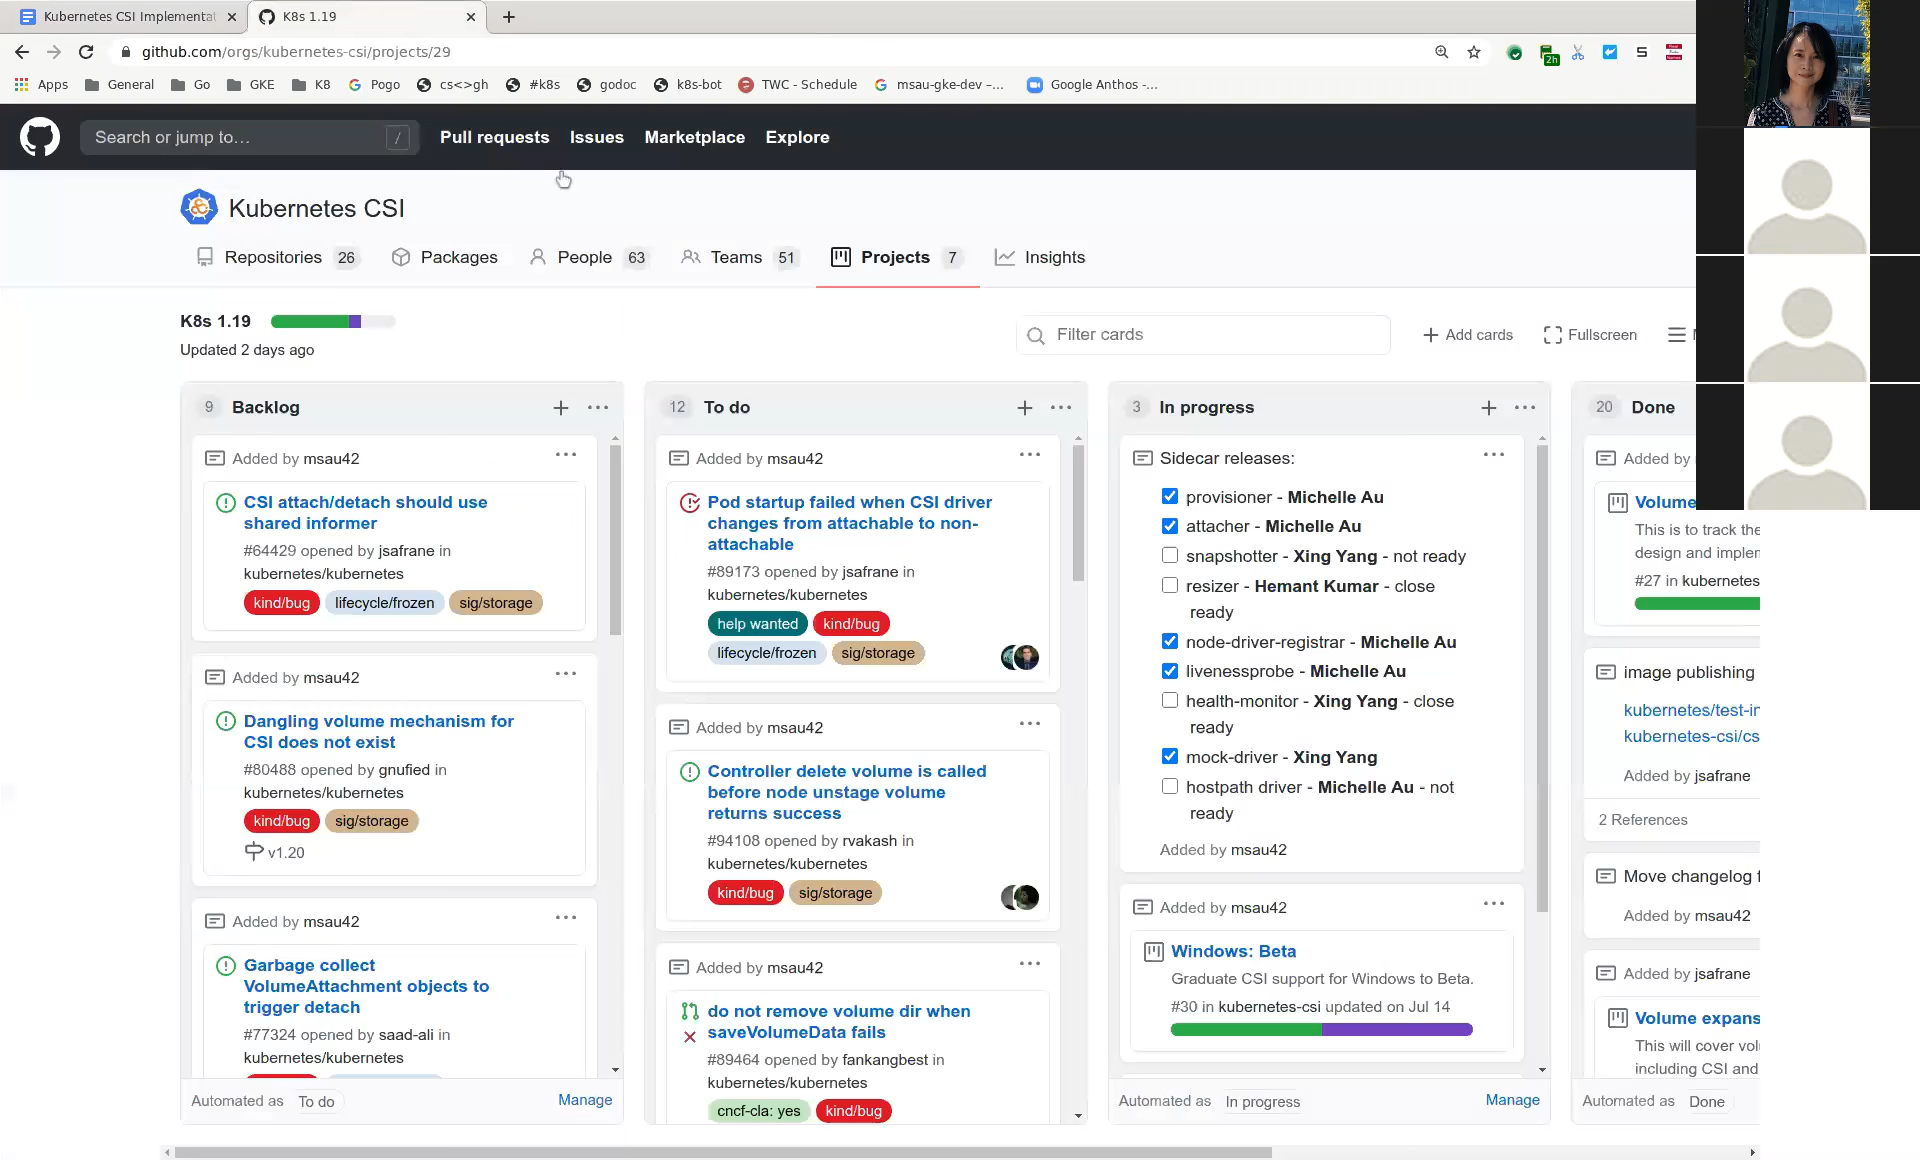 Kubernetes CSI Implementat
K8s 1.19
github.com/orgs/kubernetes-csi/projects/29
2h
S
Apps General Go GKE K8 Pogo cs<>gh #k8s godoc k8s-bot TWC - Schedule msau-gke-dev –... Google Anthos -...
Search or jump to... /
Pull requests Issues Marketplace Explore
Kubernetes CSI
Repositories 26 Packages People 63 Teams 51 Projects 7 Insights
K8s 1.19
Updated 2 days ago
Filter cards
Add cards
Fullscreen
9 Backlog
Added by msau42
CSI attach/detach should use
shared informer
#64429 opened by jsafrane in
kubernetes/kubernetes
kind/bug lifecycle/frozen sig/storage
Added by msau42
Dangling volume mechanism for
CSI does not exist
#80488 opened by gnufied in
kubernetes/kubernetes
kind/bug sig/storage
v1.20
Added by msau42
Garbage collect
VolumeAttachment objects to
trigger detach
#77324 opened by saad-ali in
kubernetes/kubernetes
Automated as To do Manage
12 To do
Added by msau42
Pod startup failed when CSI driver
changes from attachable to non-
attachable
#89173 opened by jsafrane in
kubernetes/kubernetes
help wanted kind/bug
lifecycle/frozen sig/storage
Added by msau42
Controller delete volume is called
before node unstage volume
returns success
#94108 opened by rvakash in
kubernetes/kubernetes
kind/bug sig/storage
Added by msau42
do not remove volume dir when
saveVolumeData fails
#89464 opened by fankangbest in
kubernetes/kubernetes
cncf-cla: yes kind/bug
3 In progress
Sidecar releases:
provisioner - Michelle Au
attacher - Michelle Au
snapshotter - Xing Yang - not ready
resizer - Hemant Kumar - close
ready
node-driver-registrar - Michelle Au
livenessprobe - Michelle Au
health-monitor - Xing Yang - close
ready
mock-driver - Xing Yang
hostpath driver - Michelle Au - not
ready
Added by msau42
Added by msau42
Windows: Beta
Graduate CSI support for Windows to Beta.
#30 in kubernetes-csi updated on Jul 14
Automated as In progress Manage
20 Done
Added by
Volume
This is to track the
design and implem
#27 in kubernetes
image publishing
kubernetes/test-in
kubernetes-csi/cs
Added by jsafrane
2 References
Move changelog f
Added by msau42
Added by jsafrane
Volume expans
This will cover vol
including CSI and
Automated as Done